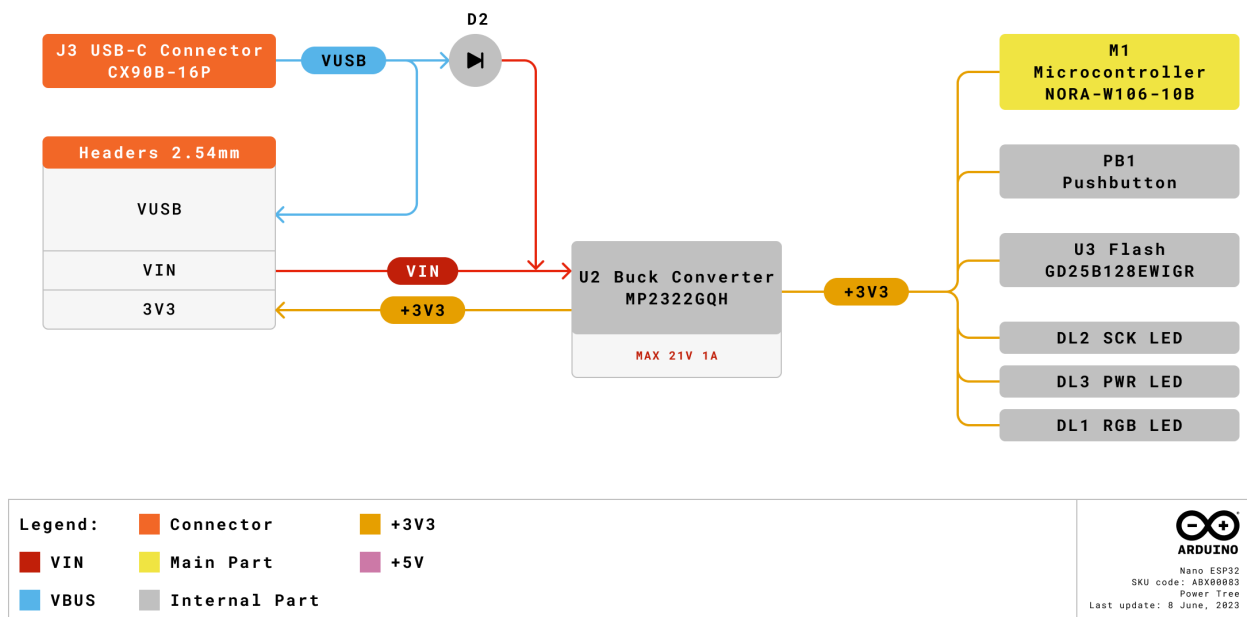 D2
J3 USB-C Connector
CX90B-16P
VUSB
M1
Microcontroller
NORA-W106-10B
Headers 2.54mm
VUSB
VIN
3V3
VIN
+3V3
U2 Buck Converter
MP2322GQH
MAX 21V 1A
+3V3
PB1
Pushbutton
U3 Flash
GD25B128EWIGR
DL2 SCK LED
DL3 PWR LED
DL1 RGB LED
Legend:
Connector
+3V3
VIN
Main Part
+5V
VBUS
Internal Part
ARDUINO
Nano ESP32
SKU code: ABX00083
Power Tree
Last update: 8 June, 2023